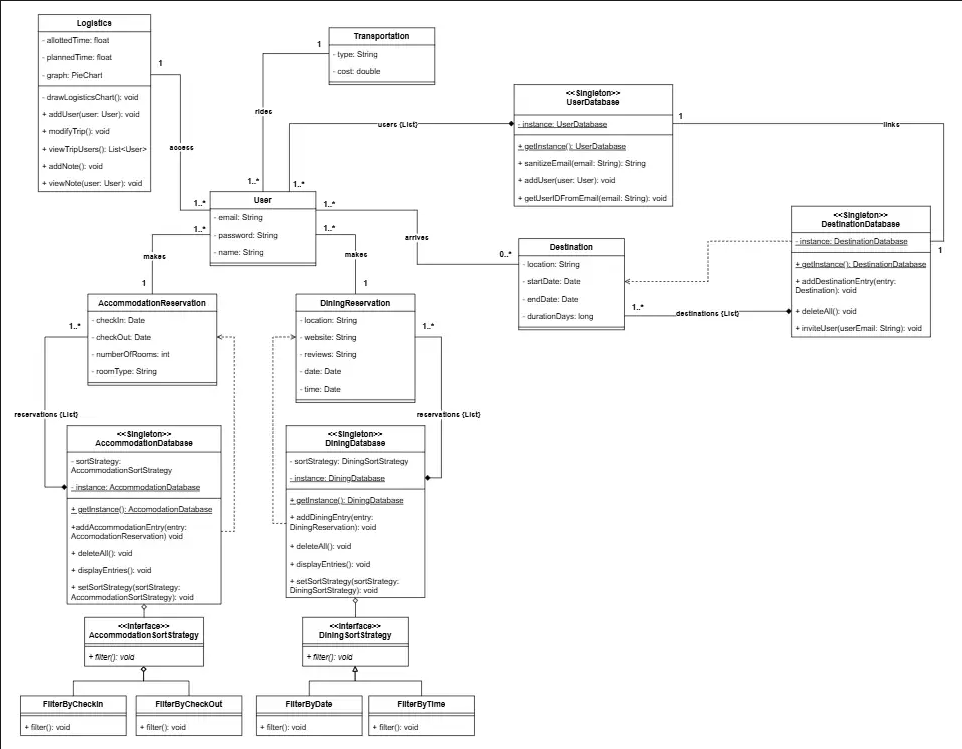 Logistics
- allottedTime: float
- plannedTime: float
- graph: PieChart
- drawLogisticsChart(): void
+ addUser(user: User): void
+ modifyTrip(): void
+ viewTripUsers(): List<User>
+ addNote(): void
+ viewNote(user: User): void
1
access
1..*
Transportation
- type: String
- cost: double
1
rides
1..*
<<Singleton>>
UserDatabase
- instance: UserDatabase
+ getInstance(): UserDatabase
+ sanitizeEmail(email: String): String
+ addUser(user: User): void
+ getUserIDFromEmail(email: String): void
users {List}
1..*
1
links
1
User
- email: String
- password: String
- name: String
1..*
arrives
0..*
Destination
- location: String
- startDate: Date
- endDate: Date
- durationDays: long
1..*
destinations {List}
<<Singleton>>
DestinationDatabase
- instance: DestinationDatabase
+ getInstance(): DestinationDatabase
+ addDestinationEntry(entry:
Destination): void
+ deleteAll(): void
+ inviteUser(userEmail: String): void
1..*
makes
1
1..*
makes
1
AccommodationReservation
- checkIn: Date
- checkOut: Date
- numberOfRooms: int
- roomType: String
1..*
reservations {List}
DiningReservation
- location: String
- website: String
- reviews: String
- date: Date
- time: Date
1..*
reservations {List}
<<Singleton>>
AccommodationDatabase
- sortStrategy:
AccommodationSortStrategy
- instance: AccommodationDatabase
+ getInstance(): AccomodationDatabase
+addAccommodationEntry(entry:
AccomodationReservation) void
+ deleteAll(): void
+ displayEntries(): void
+ setSortStrategy(sortStrategy:
AccommodationSortStrategy): void
<<Singleton>>
DiningDatabase
- sortStrategy: DiningSortStrategy
- instance: DiningDatabase
+ getInstance(): DiningDatabase
+ addDiningEntry(entry:
DiningReservation): void
+ deleteAll(): void
+ displayEntries(): void
+ setSortStrategy(sortStrategy:
DiningSortStrategy): void
<<Interface>>
AccommodationSortStrategy
+ filter(): void
<<Interface>>
DiningSortStrategy
+ filter(): void
FilterByCheckIn
+ filter(): void
FilterByCheckOut
+ filter(): void
FilterByDate
+ filter(): void
FilterByTime
+ filter(): void